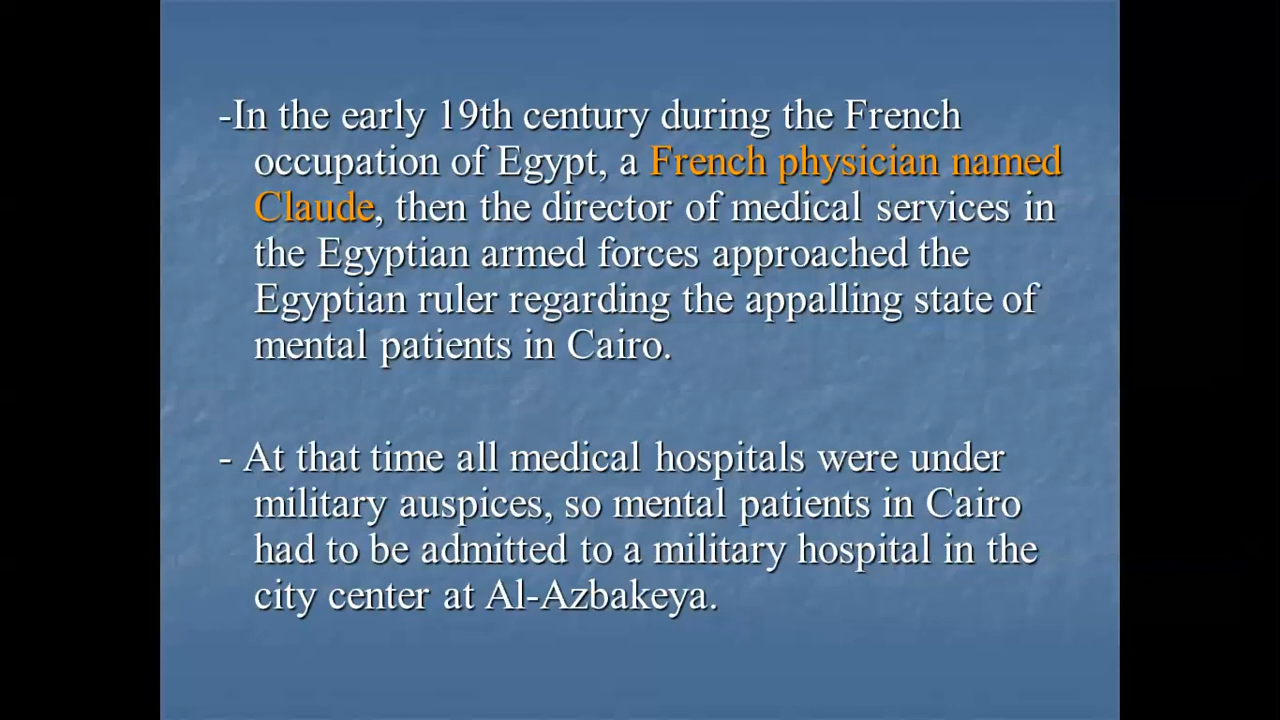 -In the early 19th century during the French
occupation of Egypt, a French physician named
Claude, then the director of medical services in
the Egyptian armed forces approached the
Egyptian ruler regarding the appalling state of
mental patients in Cairo.
- At that time all medical hospitals were under
military auspices, so mental patients in Cairo
had to be admitted to a military hospital in the
city center at Al-Azbakeya.